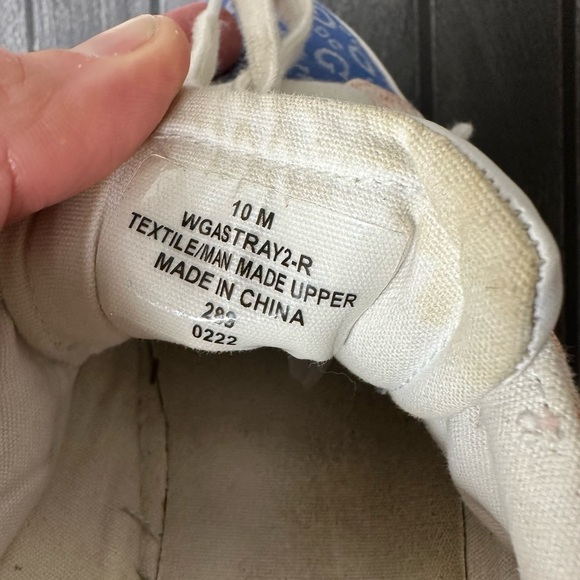 10 M
WGASTRAY2-R
TEXTILE/MAN MADE UPPER
MADE IN CHINA
289
0222